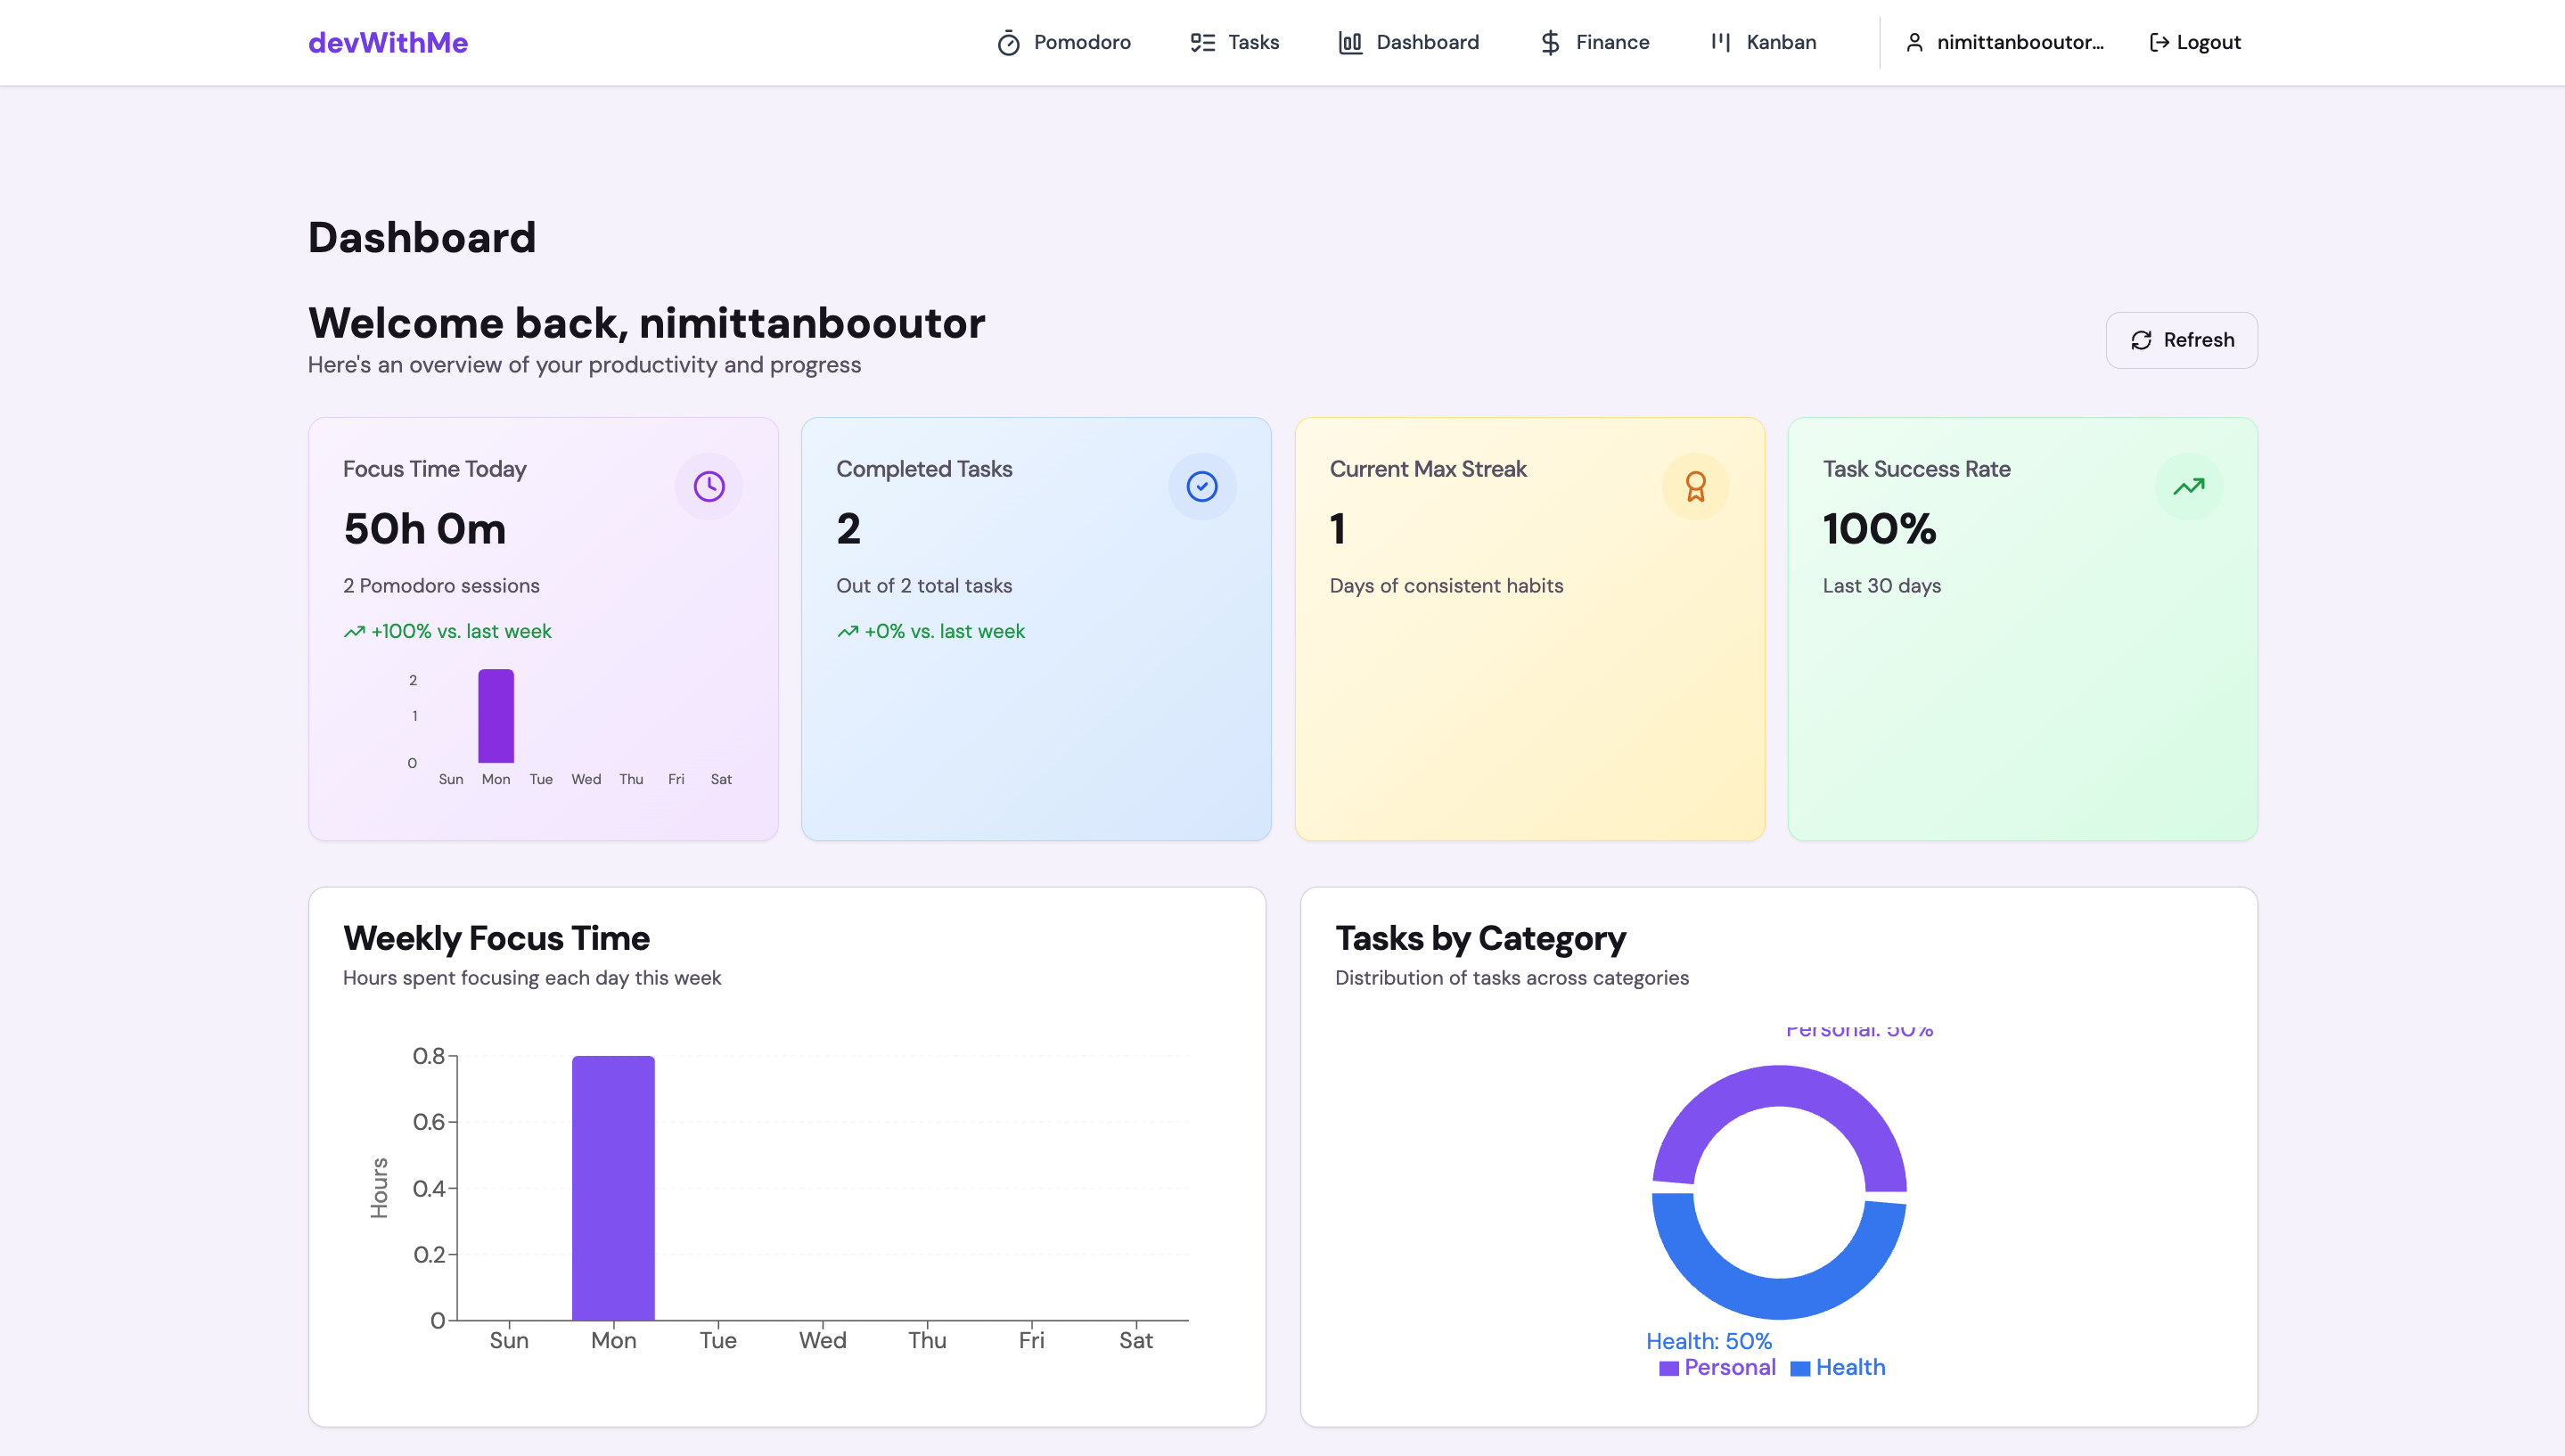 devWithMe
Pomodoro
Tasks
Dashboard
Finance
Kanban
nimittanbooutor...
Logout
Dashboard
Welcome back, nimittanbooutor
Here's an overview of your productivity and progress
Refresh
Focus Time Today
50h 0m
2 Pomodoro sessions
+100% vs. last week
2
1
0
Sun Mon Tue Wed Thu Fri Sat
Completed Tasks
2
Out of 2 total tasks
+0% vs. last week
Current Max Streak
1
Days of consistent habits
Task Success Rate
100%
Last 30 days
Weekly Focus Time
Hours spent focusing each day this week
Hours
0.8
0.6
0.4
0.2
0
Sun Mon Tue Wed Thu Fri Sat
Tasks by Category
Distribution of tasks across categories
Personal: 50%
Health: 50%
Personal Health